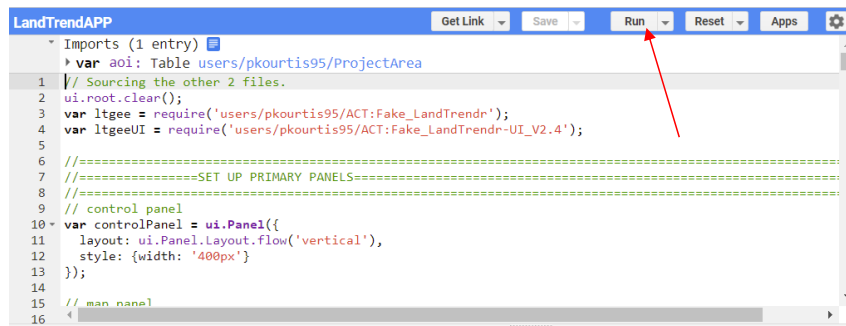 LandTrendAPP Get Link Save Run Reset Apps
Imports (1 entry)
var aoi: Table users/pkourtis95/ProjectArea
1 // Sourcing the other 2 files.
2 ui.root.clear();
3 var ltgee = require('users/pkourtis95/ACT:Fake_LandTrendr');
4 var ltgeeUI = require('users/pkourtis95/ACT:Fake_LandTrendr-UI_V2.4');
5
6 //=======================================================================================================
7 //================SET UP PRIMARY PANELS==================================================================
8 //=======================================================================================================
9 // control panel
10 var controlPanel = ui.Panel({
11 layout: ui.Panel.Layout.flow('vertical'),
12 style: {width: '400px'}
13 });
14
15 // map panel
16